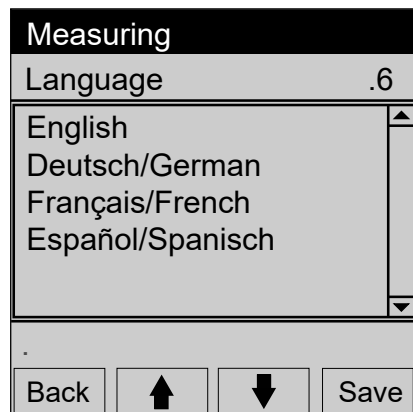 Measuring
Language .6
English
Deutsch/German
Français/French
Español/Spanisch
.
Back Save